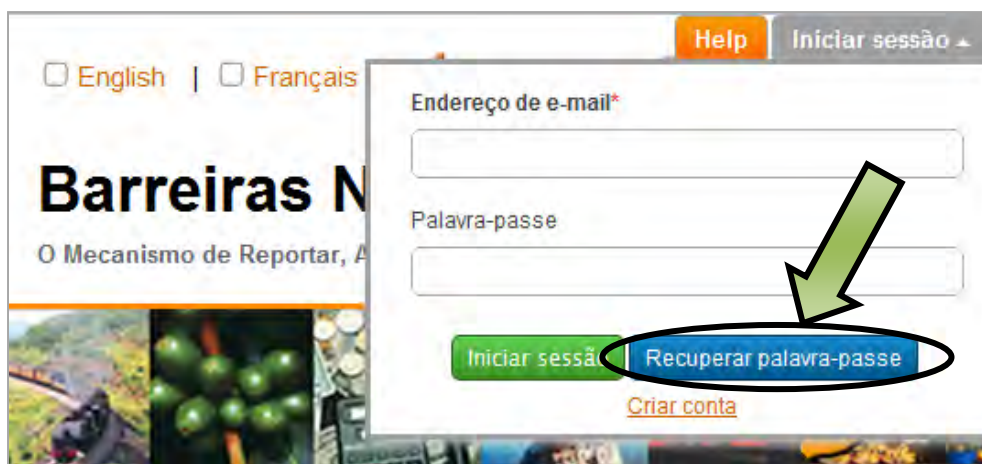 Help Iniciar sessão
English | Français
Endereço de e-mail*
Barreiras N
Palavra-passe
O Mecanismo de Reportar, A
Iniciar sessão Recuperar palavra-passe
Criar conta